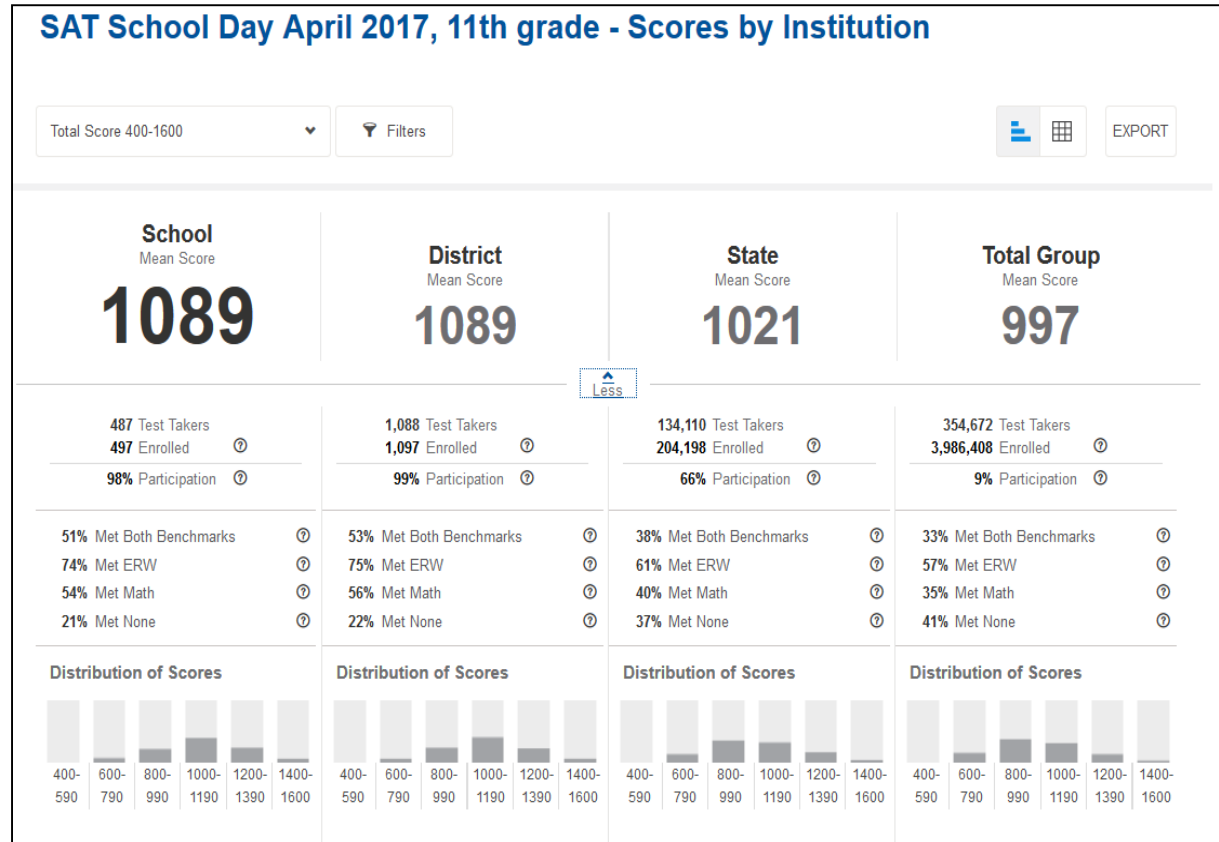 SAT School Day April 2017, 11th grade - Scores by Institution
Total Score 400-1600
Filters
EXPORT
School
Mean Score
1089
District
Mean Score
1089
State
Mean Score
1021
Total Group
Mean Score
997
Less
487 Test Takers
497 Enrolled ?
98% Participation ?
1,088 Test Takers
1,097 Enrolled ?
99% Participation ?
134,110 Test Takers
204,198 Enrolled ?
66% Participation ?
354,672 Test Takers
3,986,408 Enrolled ?
9% Participation ?
51% Met Both Benchmarks ?
74% Met ERW ?
54% Met Math ?
21% Met None ?
53% Met Both Benchmarks ?
75% Met ERW ?
56% Met Math ?
22% Met None ?
38% Met Both Benchmarks ?
61% Met ERW ?
40% Met Math ?
37% Met None ?
33% Met Both Benchmarks ?
57% Met ERW ?
35% Met Math ?
41% Met None ?
Distribution of Scores
400- 600- 800- 1000- 1200- 1400-
590 790 990 1190 1390 1600
Distribution of Scores
400- 600- 800- 1000- 1200- 1400-
590 790 990 1190 1390 1600
Distribution of Scores
400- 600- 800- 1000- 1200- 1400-
590 790 990 1190 1390 1600
Distribution of Scores
400- 600- 800- 1000- 1200- 1400-
590 790 990 1190 1390 1600